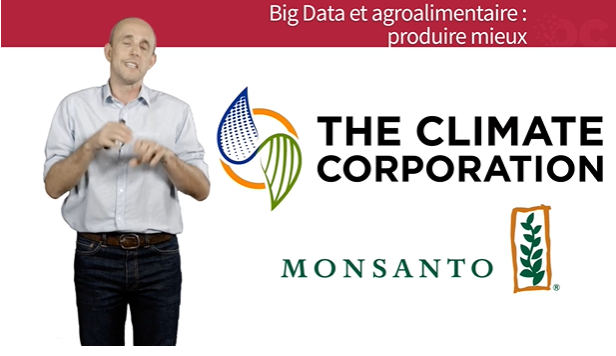 Big Data et agroalimentaire :
produire mieux
THE CLIMATE
CORPORATION
MONSANTO
®